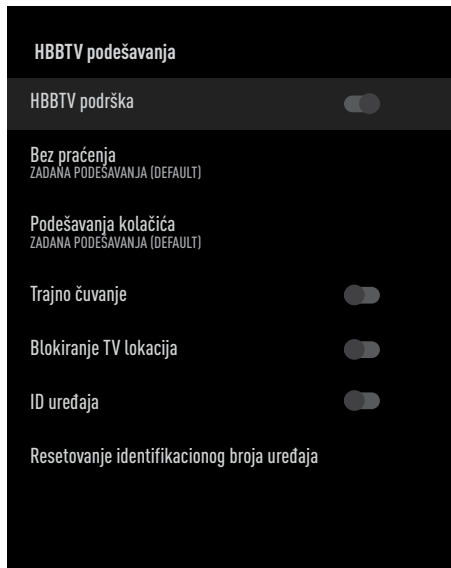 HBBTV podešavanja
HBBTV podrška
Bez praćenja
ZADANA PODEŠAVANJA (DEFAULT)
Podešavanja kolačića
ZADANA PODEŠAVANJA (DEFAULT)
Trajno čuvanje
Blokiranje TV lokacija
ID uređaja
Resetovanje identifikacionog broja uređaja